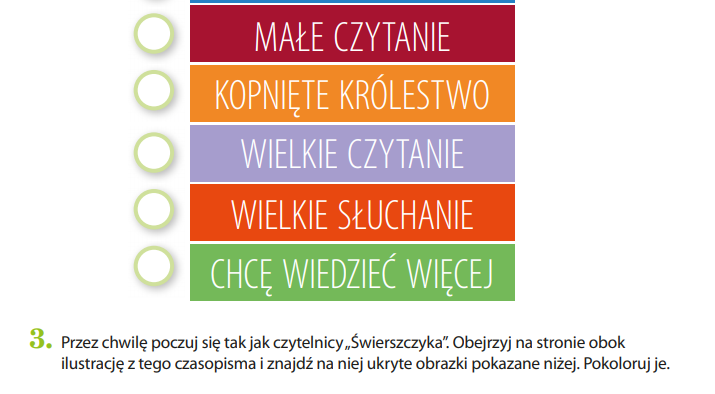 MAŁE CZYTANIE
KOPNIĘTE KRÓLESTWO
WIELKIE CZYTANIE
WIELKIE SŁUCHANIE
CHCĘ WIEDZIEĆ WIĘCEJ
3. Przez chwilę poczuj się tak jak czytelnicy „Świerszczyka”. Obejrzyj na stronie obok
ilustrację z tego czasopisma i znajdź na niej ukryte obrazki pokazane niżej. Pokoloruj je.